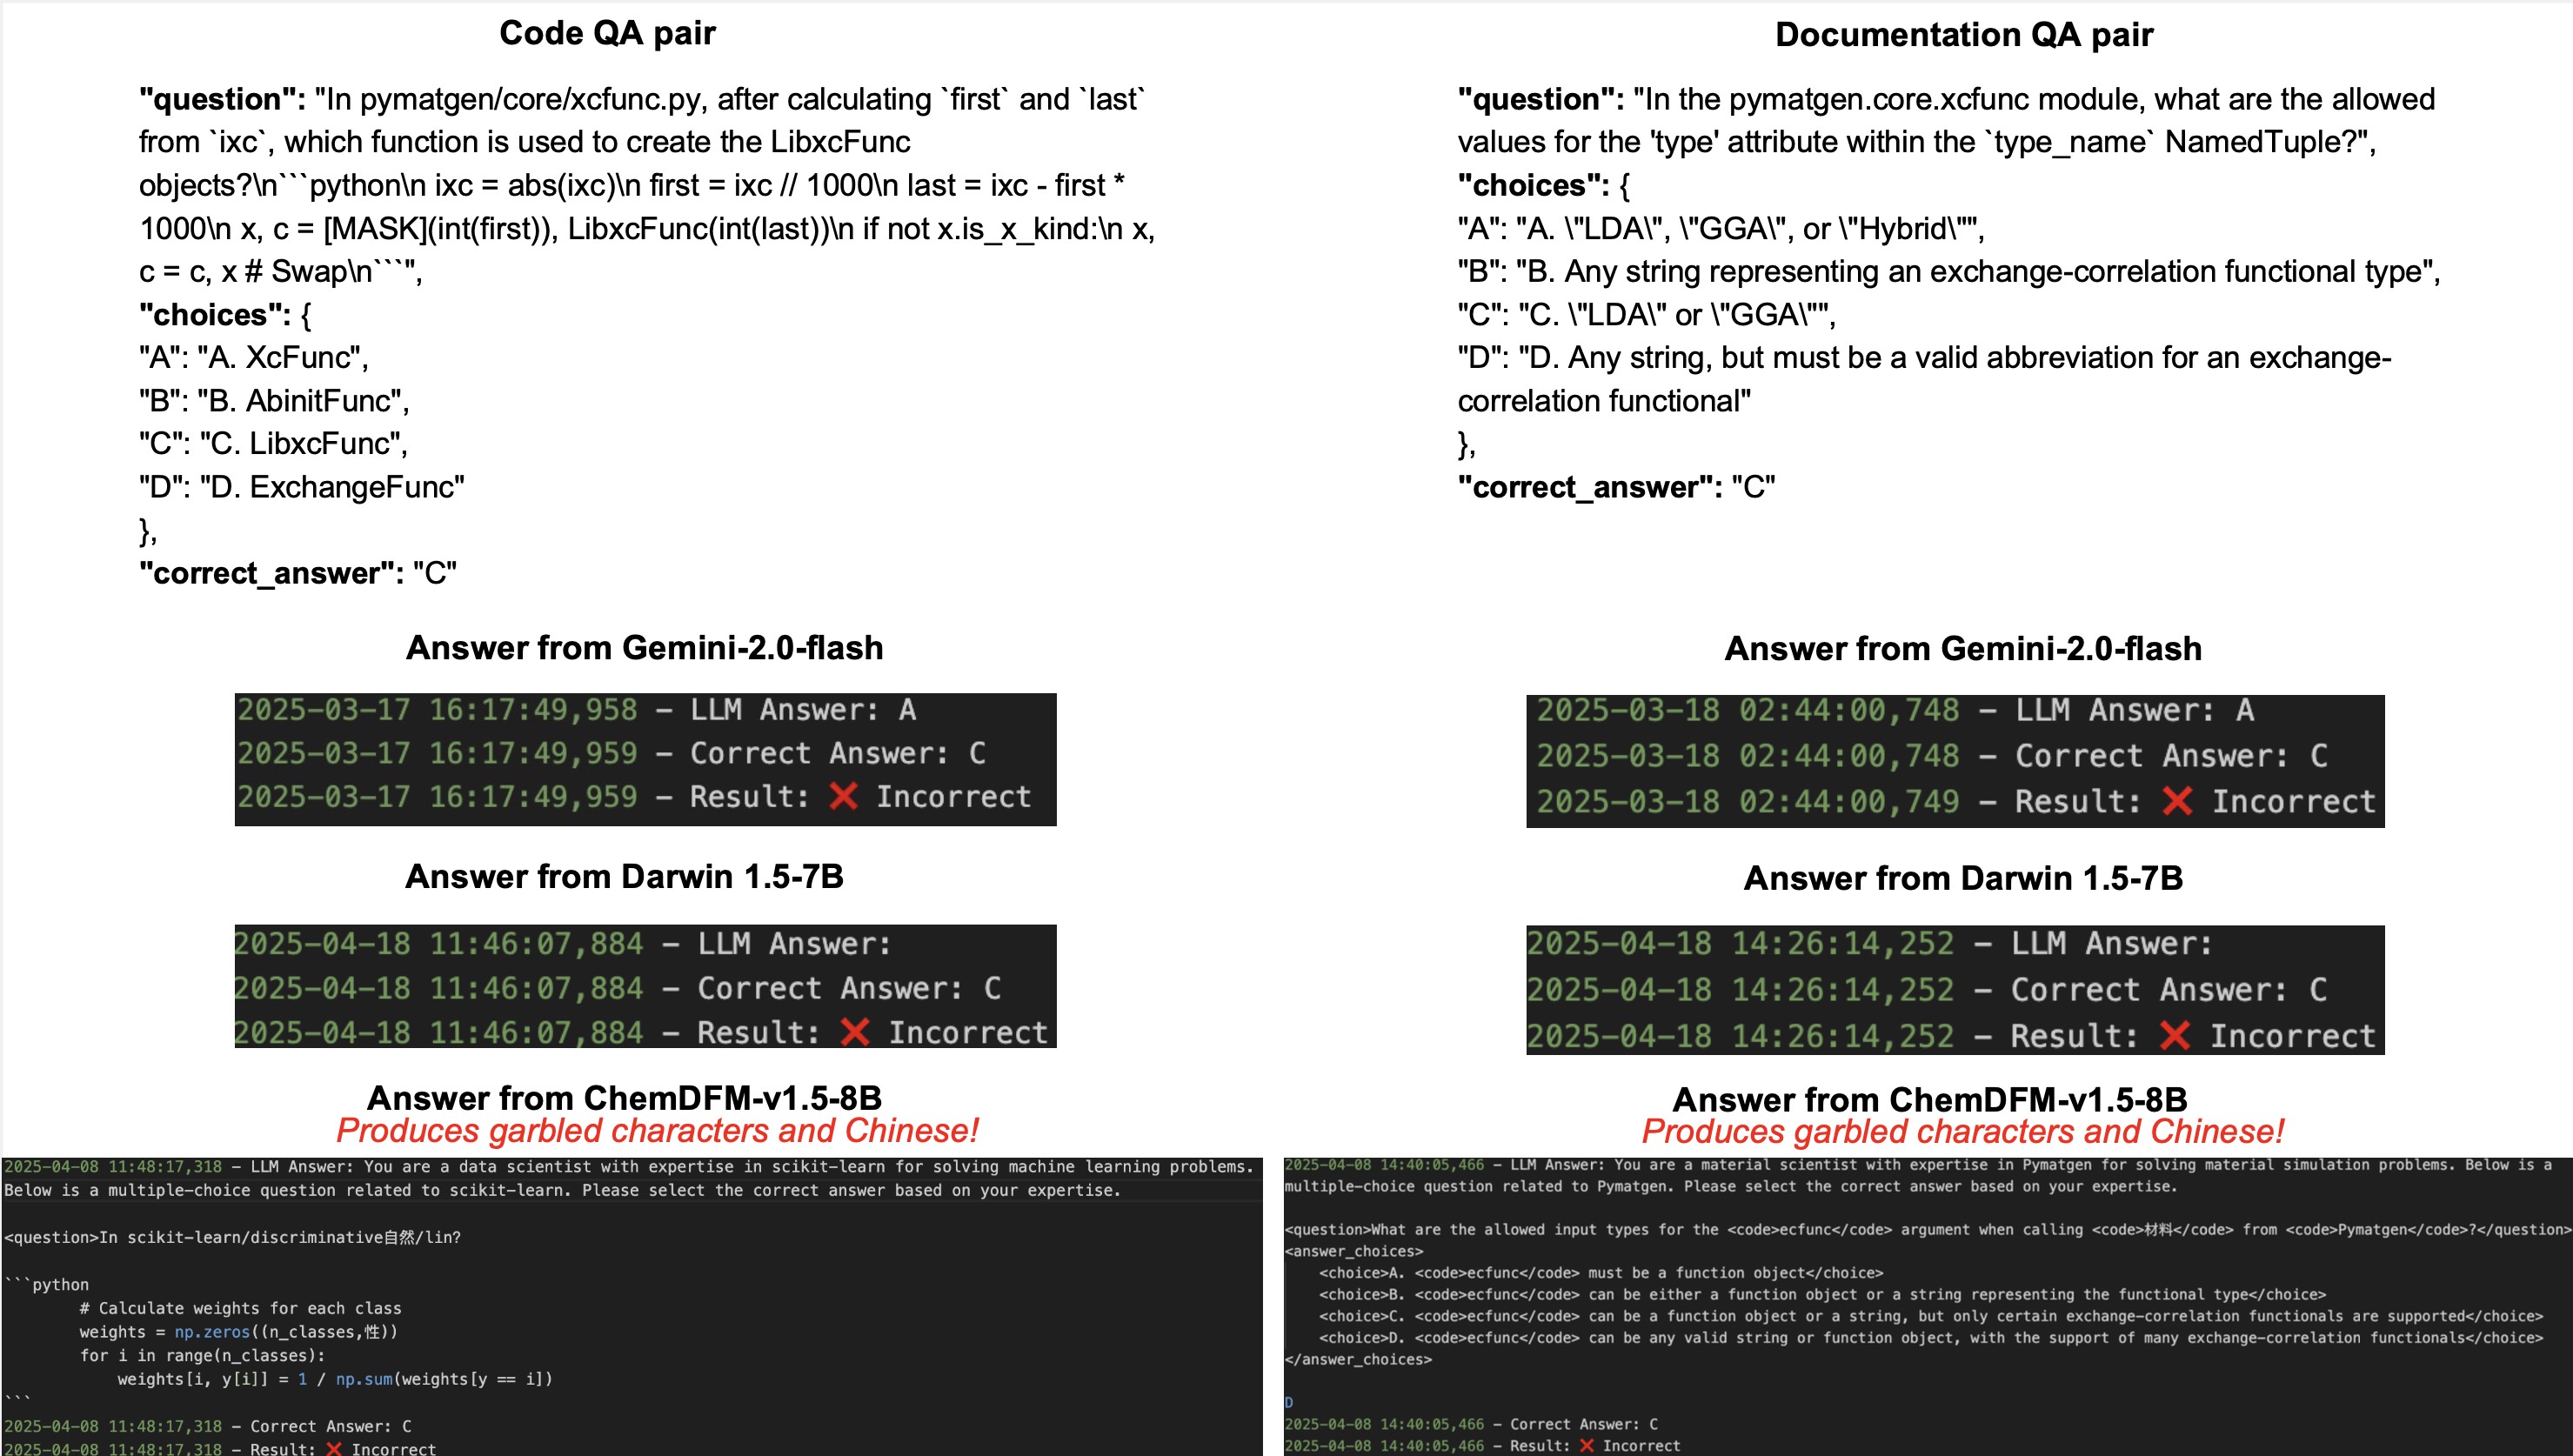 Code QA pair
"question": "In pymatgen/core/xcfunc.py, after calculating `first` and `last`
from `ixc`, which function is used to create the LibxcFunc
objects?\n```python\n ixc = abs(ixc)\n first = ixc // 1000\n last = ixc - first *
1000\n x, c = [MASK](int(first)), LibxcFunc(int(last))\n if not x.is_x_kind:\n x,
c = c, x # Swap\n```",
"choices": {
"A": "A. XcFunc",
"B": "B. AbinitFunc",
"C": "C. LibxcFunc",
"D": "D. ExchangeFunc"
},
"correct_answer": "C"
Answer from Gemini-2.0-flash
2025-03-17 16:17:49,958 – LLM Answer: A
2025-03-17 16:17:49,959 – Correct Answer: C
2025-03-17 16:17:49,959 – Result: ❌ Incorrect
Answer from Darwin 1.5-7B
2025-04-18 11:46:07,884 – LLM Answer:
2025-04-18 11:46:07,884 – Correct Answer: C
2025-04-18 11:46:07,884 – Result: ❌ Incorrect
Answer from ChemDFM-v1.5-8B
Produces garbled characters and Chinese!
2025-04-08 11:48:17,318 – LLM Answer: You are a data scientist with expertise in scikit-learn for solving machine learning problems.
Below is a multiple-choice question related to scikit-learn. Please select the correct answer based on your expertise.
<question>In scikit-learn/discriminative自然/lin?
```python
# Calculate weights for each class
weights = np.zeros((n_classes,性))
for i in range(n_classes):
weights[i, y[i]] = 1 / np.sum(weights[y == i])
```
2025-04-08 11:48:17,318 – Correct Answer: C
2025-04-08 11:48:17,318 – Result: ❌ Incorrect
Documentation QA pair
"question": "In the pymatgen.core.xcfunc module, what are the allowed
values for the 'type' attribute within the `type_name` NamedTuple?",
"choices": {
"A": "A. \"LDA\", \"GGA\", or \"Hybrid\"",
"B": "B. Any string representing an exchange-correlation functional type",
"C": "C. \"LDA\" or \"GGA\"",
"D": "D. Any string, but must be a valid abbreviation for an exchange-
correlation functional"
},
"correct_answer": "C"
Answer from Gemini-2.0-flash
2025-03-18 02:44:00,748 – LLM Answer: A
2025-03-18 02:44:00,748 – Correct Answer: C
2025-03-18 02:44:00,749 – Result: ❌ Incorrect
Answer from Darwin 1.5-7B
2025-04-18 14:26:14,252 – LLM Answer:
2025-04-18 14:26:14,252 – Correct Answer: C
2025-04-18 14:26:14,252 – Result: ❌ Incorrect
Answer from ChemDFM-v1.5-8B
Produces garbled characters and Chinese!
2025-04-08 14:40:05,466 – LLM Answer: You are a material scientist with expertise in Pymatgen for solving material simulation problems. Below is a
multiple-choice question related to Pymatgen. Please select the correct answer based on your expertise.
<question>What are the allowed input types for the <code>ecfunc</code> argument when calling <code>材料</code> from <code>Pymatgen</code>?</question>
<answer_choices>
<choice>A. <code>ecfunc</code> must be a function object</choice>
<choice>B. <code>ecfunc</code> can be either a function object or a string representing the functional type</choice>
<choice>C. <code>ecfunc</code> can be a function object or a string, but only certain exchange-correlation functionals are supported</choice>
<choice>D. <code>ecfunc</code> can be any valid string or function object, with the support of many exchange-correlation functionals</choice>
</answer_choices>
D
2025-04-08 14:40:05,466 – Correct Answer: C
2025-04-08 14:40:05,466 – Result: ❌ Incorrect